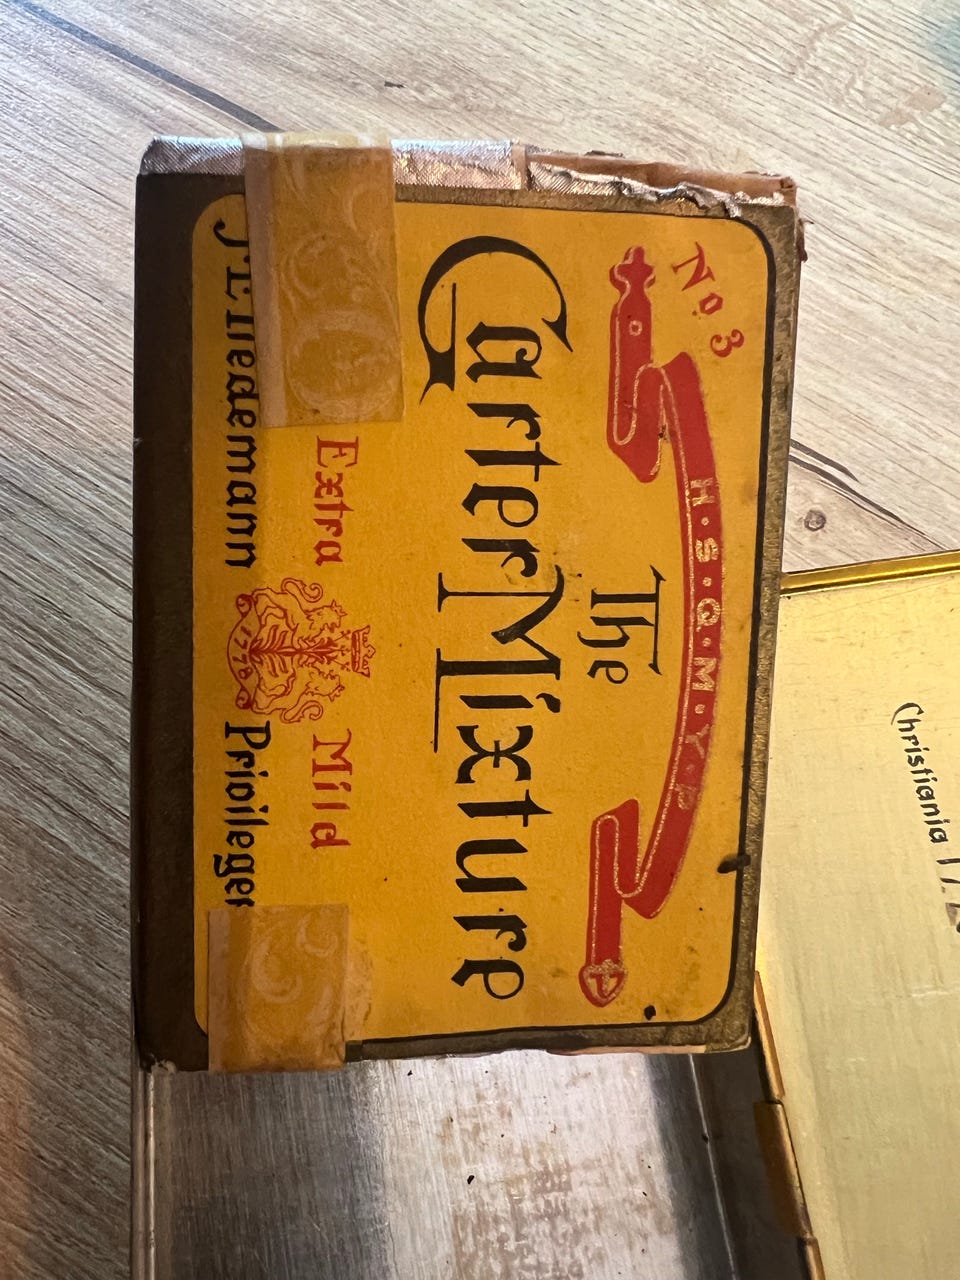 No. 3
H·S·Q·M·Y·P
The
Carter Mixture
Extra Mild
1778
J.L.Tiedemann Privileger
Christiania